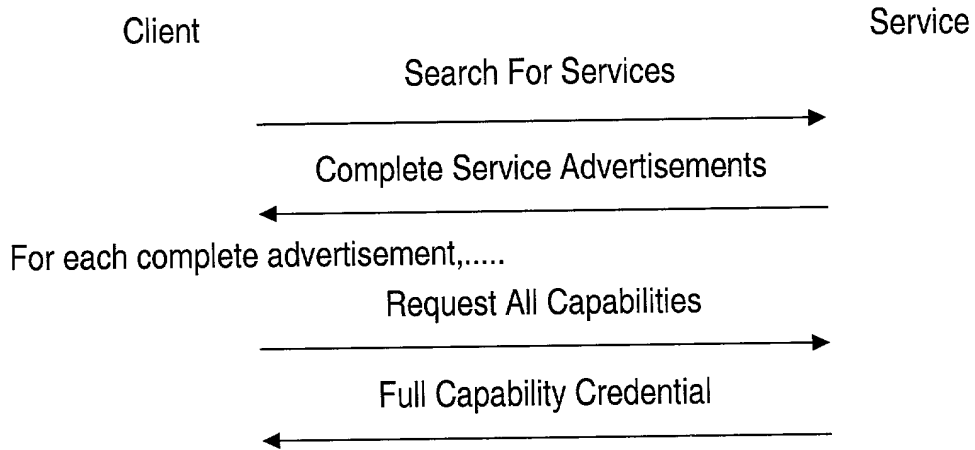 Client
Service
Search For Services
Complete Service Advertisements
For each complete advertisement,.....
Request All Capabilities
Full Capability Credential